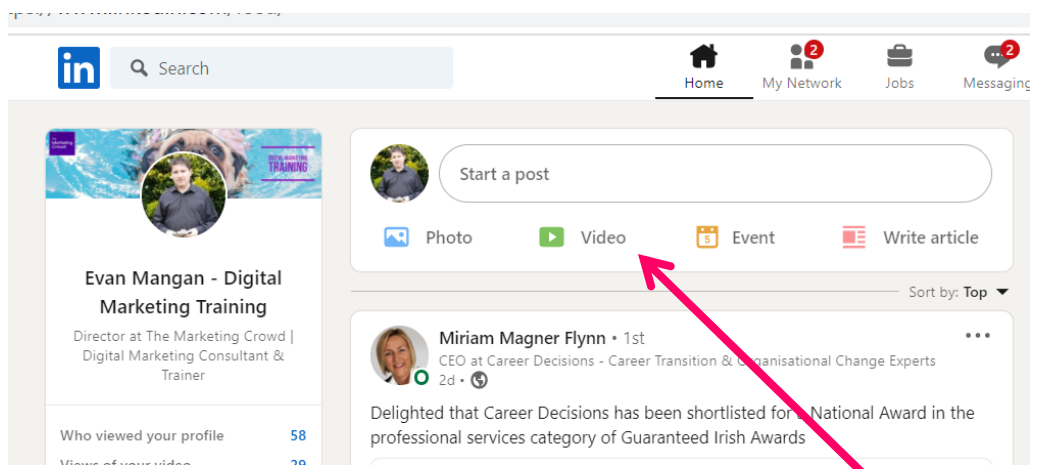 in
Search
Home
2
My Network
Jobs
2
Messaging
The
Marketing
Crowd
DIGITAL MARKETING
TRAINING
Evan Mangan - Digital
Marketing Training
Director at The Marketing Crowd |
Digital Marketing Consultant &
Trainer
Who viewed your profile 58
Views of your video 29
Start a post
Photo
Video
5
Event
Write article
Sort by: Top
Miriam Magner Flynn • 1st
CEO at Career Decisions - Career Transition & Organisational Change Experts
2d •
Delighted that Career Decisions has been shortlisted for a National Award in the
professional services category of Guaranteed Irish Awards